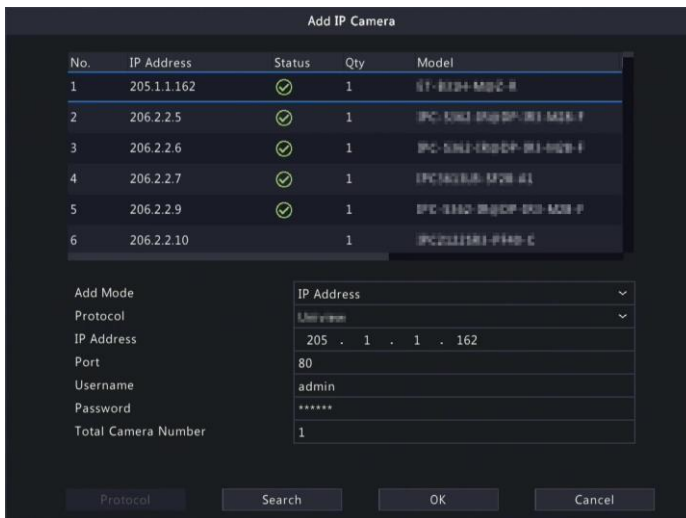 Add IP Camera
No. IP Address Status Qty Model
1 205.1.1.162 1
2 206.2.2.5 1
3 206.2.2.6 1
4 206.2.2.7 1
5 206.2.2.9 1
6 206.2.2.10 1
Add Mode IP Address
Protocol
IP Address 205 . 1 . 1 . 162
Port 80
Username admin
Password ******
Total Camera Number 1
Protocol Search OK Cancel